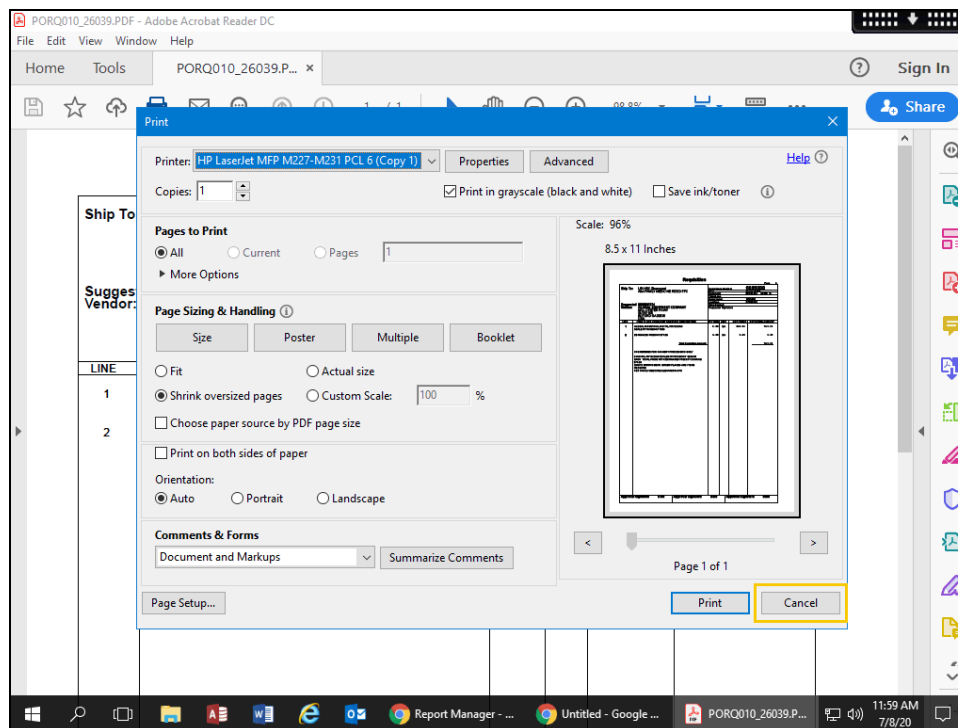 PORQ010_26039.PDF - Adobe Acrobat Reader DC
File Edit View Window Help
Home Tools PORQ010_26039.P... × Sign In
1 / 1 98.8% Share
Print
Printer: HP LaserJet MFP M227-M231 PCL 6 (Copy 1) Properties Advanced Help
Copies: 1 Print in grayscale (black and white) Save ink/toner
Ship To
Suggest
Vendor:
LINE
1
2
Pages to Print
All Current Pages 1
More Options
Page Sizing & Handling
Size Poster Multiple Booklet
Fit Actual size
Shrink oversized pages Custom Scale: 100 %
Choose paper source by PDF page size
Print on both sides of paper
Orientation:
Auto Portrait Landscape
Comments & Forms
Document and Markups Summarize Comments
Scale: 96%
8.5 x 11 Inches
Requisition
< >
Page 1 of 1
Page Setup... Print Cancel
Report Manager - ... Untitled - Google ... PORQ010_26039.P... 11:59 AM
7/8/20